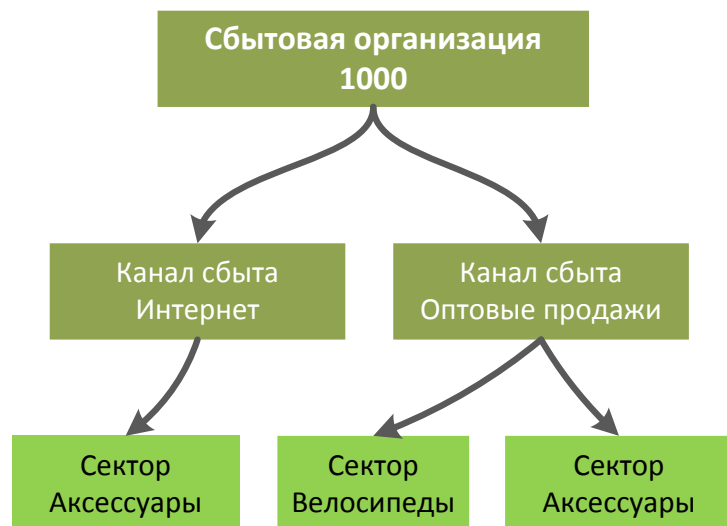 Сбытовая организация
1000
Канал сбыта
Интернет
Канал сбыта
Оптовые продажи
Сектор
Аксессуары
Сектор
Велосипеды
Сектор
Аксессуары